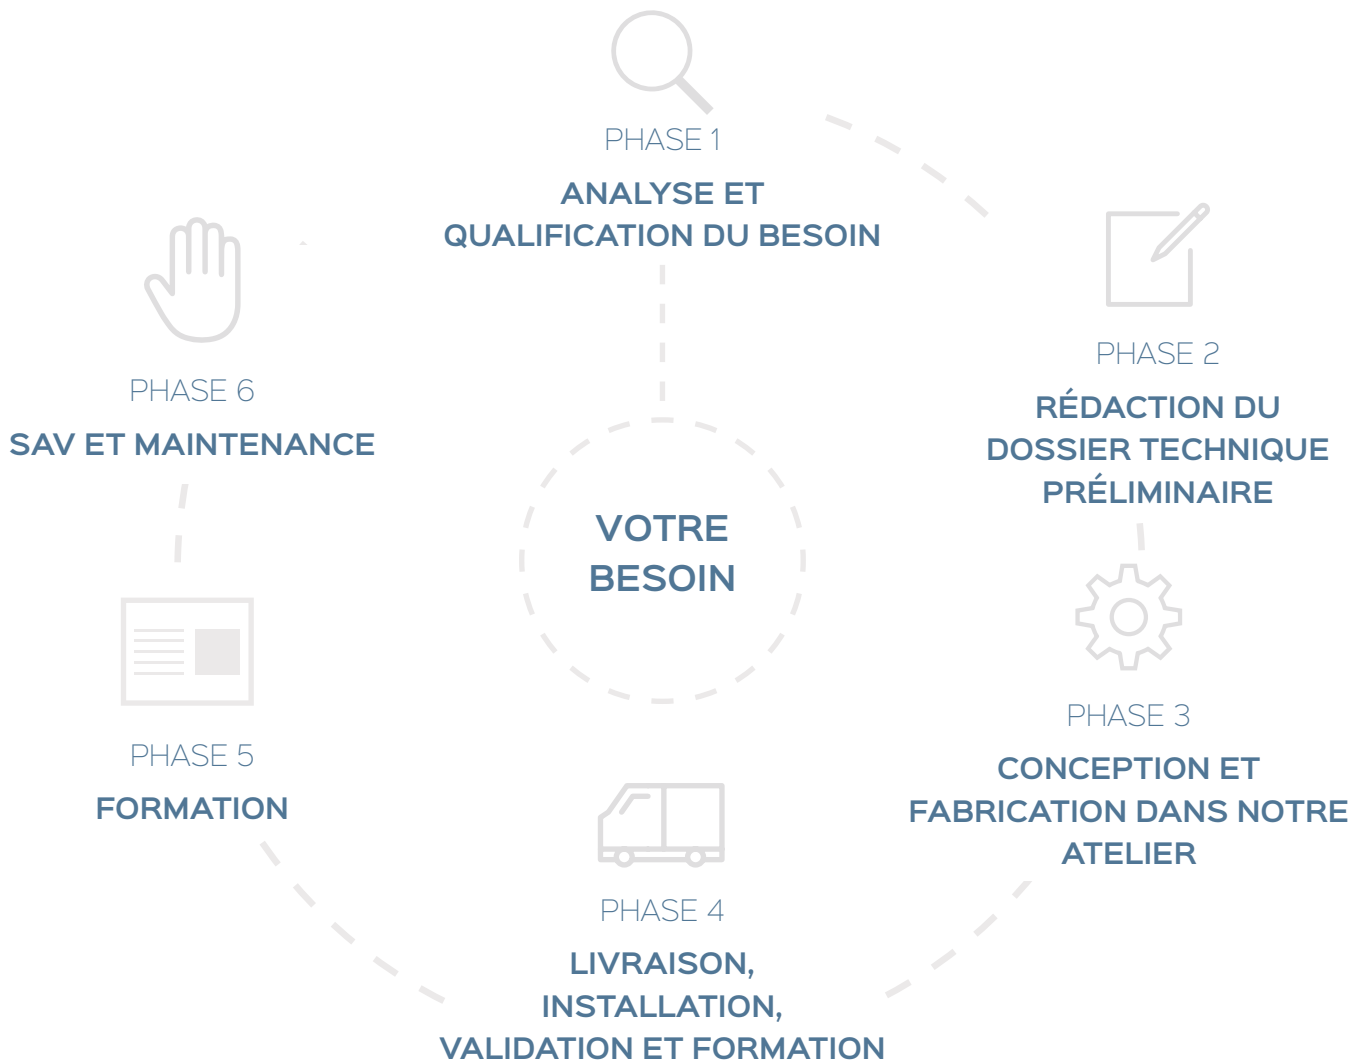 PHASE 1
ANALYSE ET
QUALIFICATION DU BESOIN
PHASE 2
RÉDACTION DU
DOSSIER TECHNIQUE
PRÉLIMINAIRE
PHASE 3
CONCEPTION ET
FABRICATION DANS NOTRE
ATELIER
PHASE 4
LIVRAISON,
INSTALLATION,
VALIDATION ET FORMATION
PHASE 5
FORMATION
PHASE 6
SAV ET MAINTENANCE
VOTRE
BESOIN